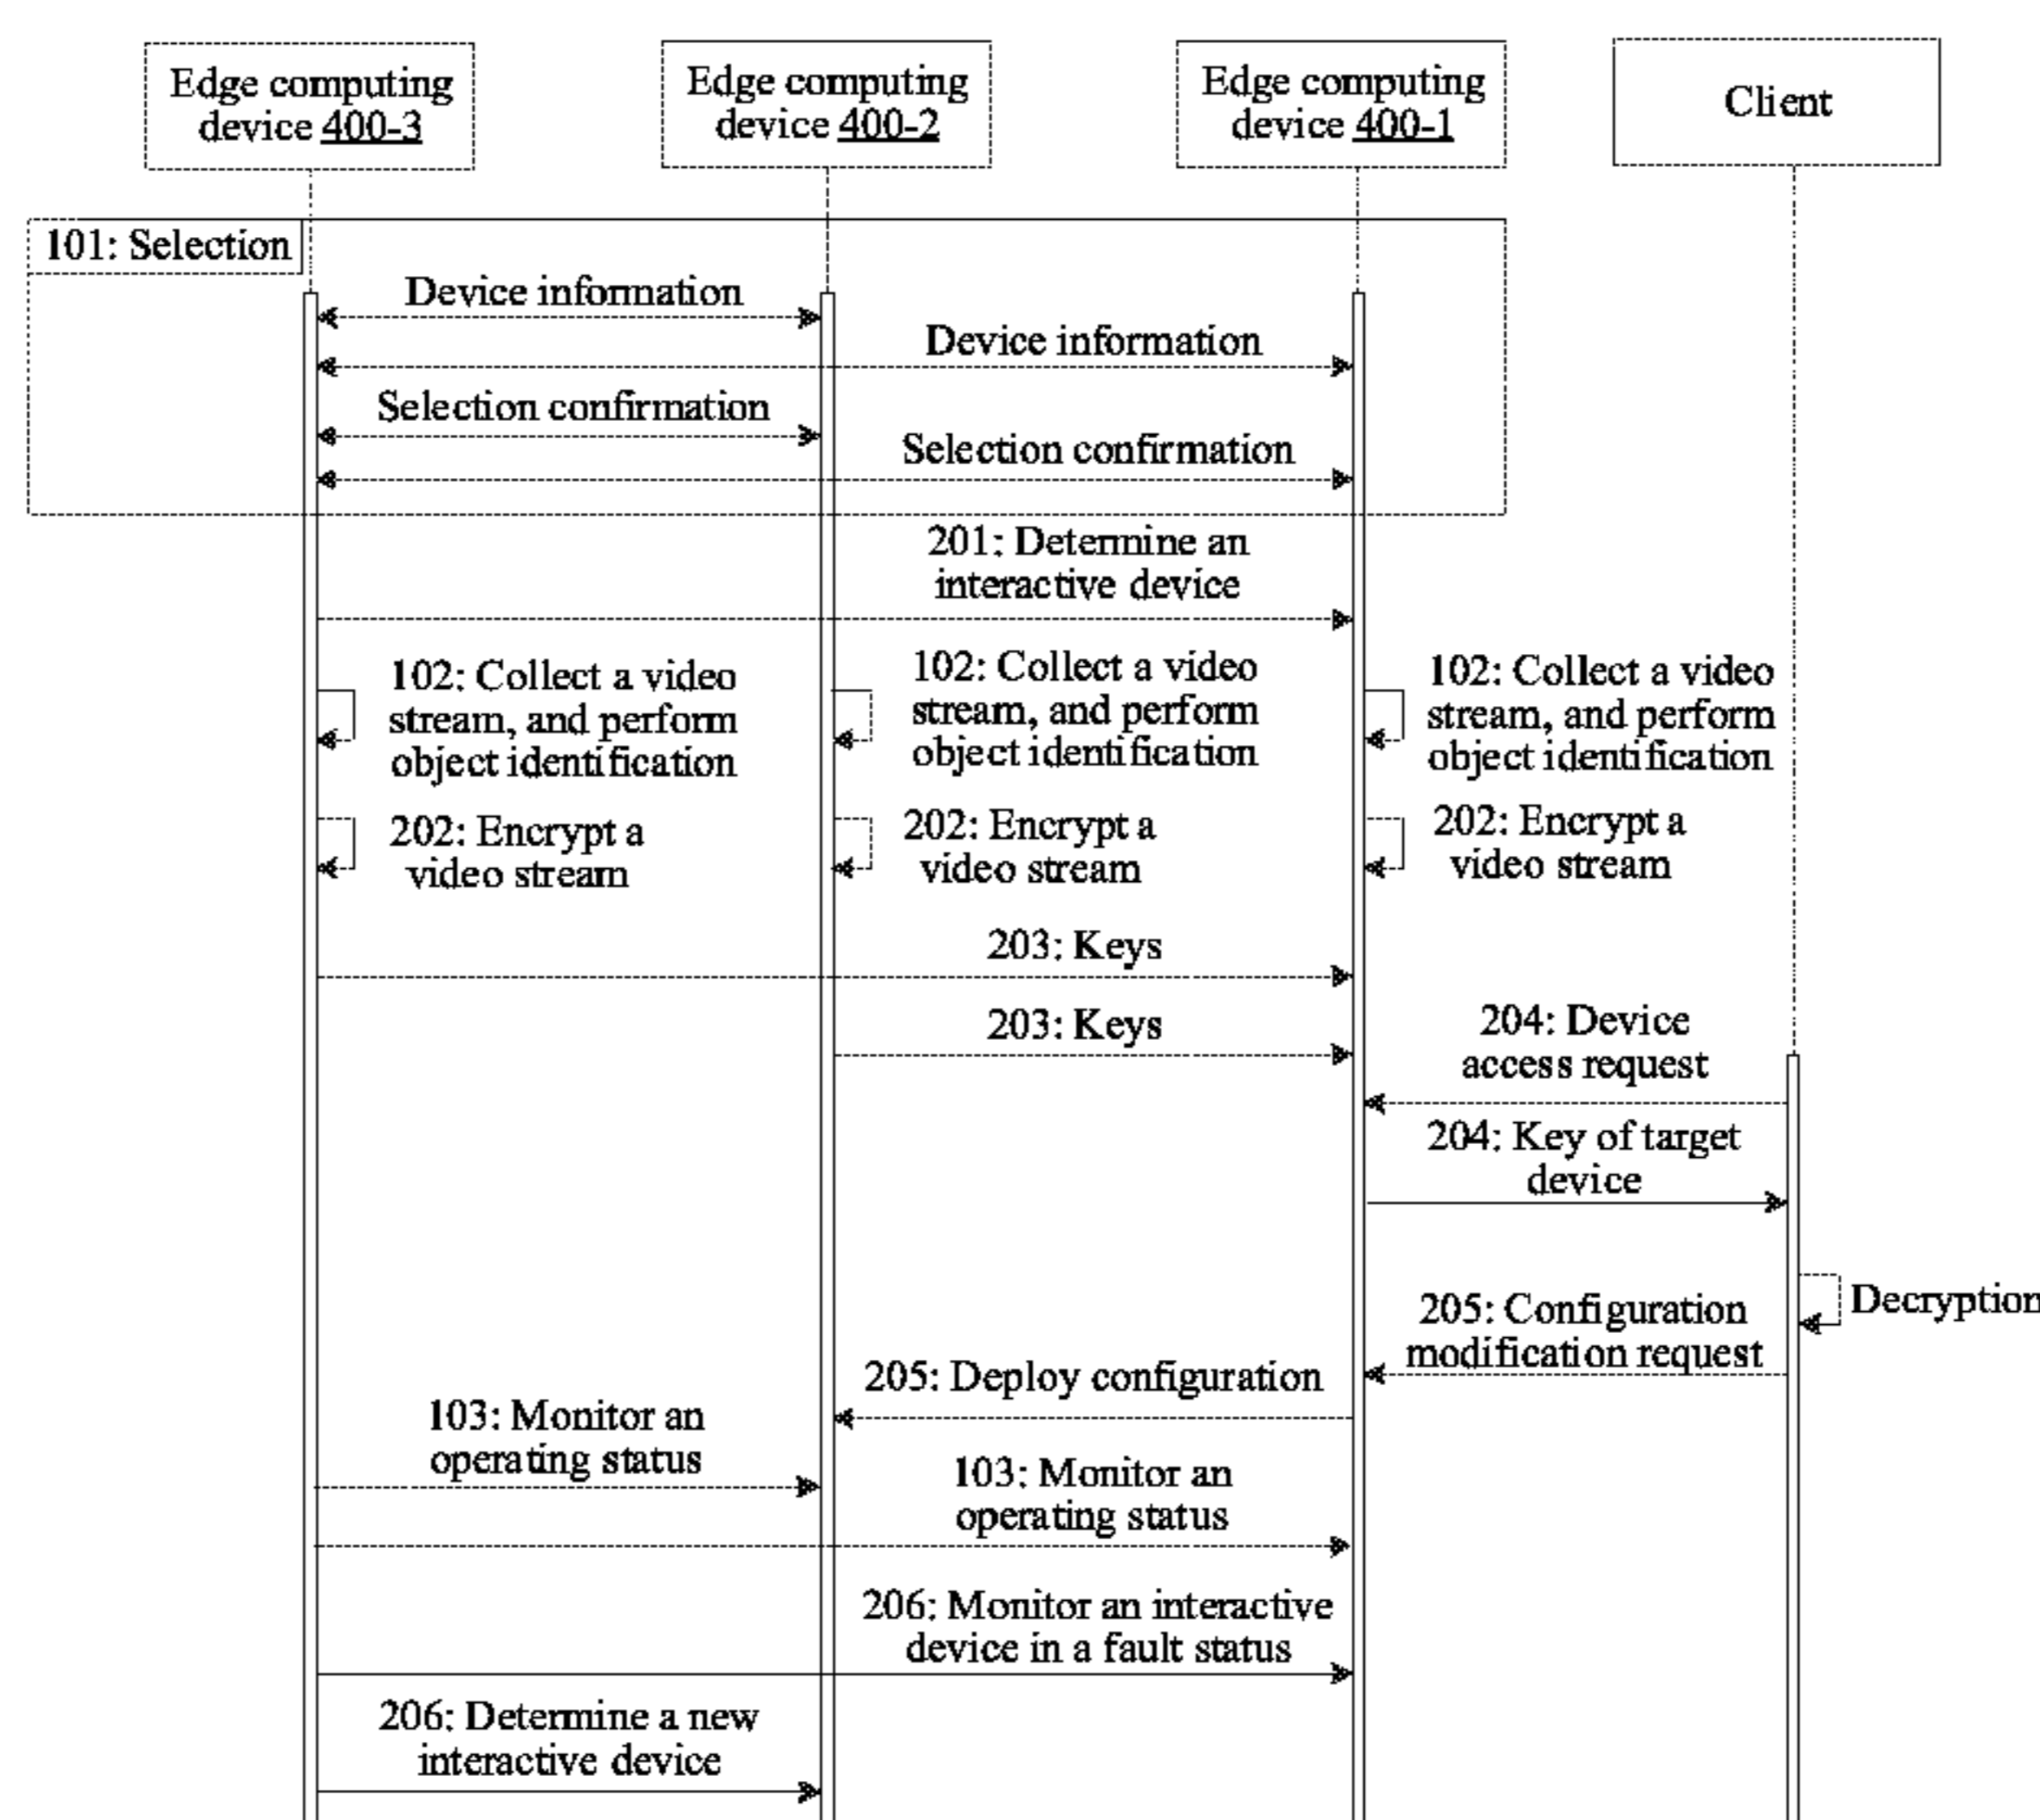 Edge computing
device 400-3
Edge computing
device 400-2
Edge computing
device 400-1
Client
101: Selection
Device information
Device information
Selection confirmation
Selection confirmation
201: Determine an
interactive device
102: Collect a video
stream, and perform
object identification
102: Collect a video
stream, and perform
object identification
102: Collect a video
stream, and perform
object identification
202: Encrypt a
video stream
202: Encrypt a
video stream
202: Encrypt a
video stream
203: Keys
203: Keys
204: Device
access request
204: Key of target
device
Decryption
205: Configuration
modification request
205: Deploy configuration
103: Monitor an
operating status
103: Monitor an
operating status
206: Monitor an interactive
device in a fault status
206: Determine a new
interactive device